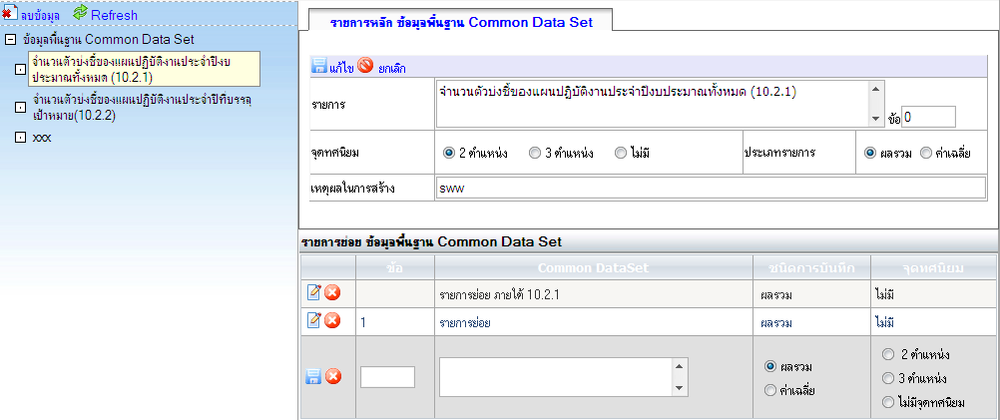 ลบข้อมูล Refresh
ข้อมูลพื้นฐาน Common Data Set
จำนวนตัวบ่งชี้ของแผนปฏิบัติงานประจำปีงบ
ประมาณทั้งหมด (10.2.1)
จำนวนตัวบ่งชี้ของแผนปฏิบัติงานประจำปีที่บรรลุ
เป้าหมาย(10.2.2)
xxx
รายการหลัก ข้อมูลพื้นฐาน Common Data Set
แก้ไข ยกเลิก
รายการ จำนวนตัวบ่งชี้ของแผนปฏิบัติงานประจำปีงบประมาณทั้งหมด (10.2.1) ข้อ 0
จุดทศนิยม 2 ตำแหน่ง 3 ตำแหน่ง ไม่มี ประเภทรายการ ผลรวม ค่าเฉลี่ย
เหตุผลในการสร้าง sww
รายการย่อย ข้อมูลพื้นฐาน Common Data Set
ข้อ Common DataSet ชนิดการบันทึก จุดทศนิยม
รายการย่อย ภายใต้ 10.2.1 ผลรวม ไม่มี
1 รายการย่อย ผลรวม ไม่มี
ผลรวม
ค่าเฉลี่ย
2 ตำแหน่ง
3 ตำแหน่ง
ไม่มีจุดทศนิยม